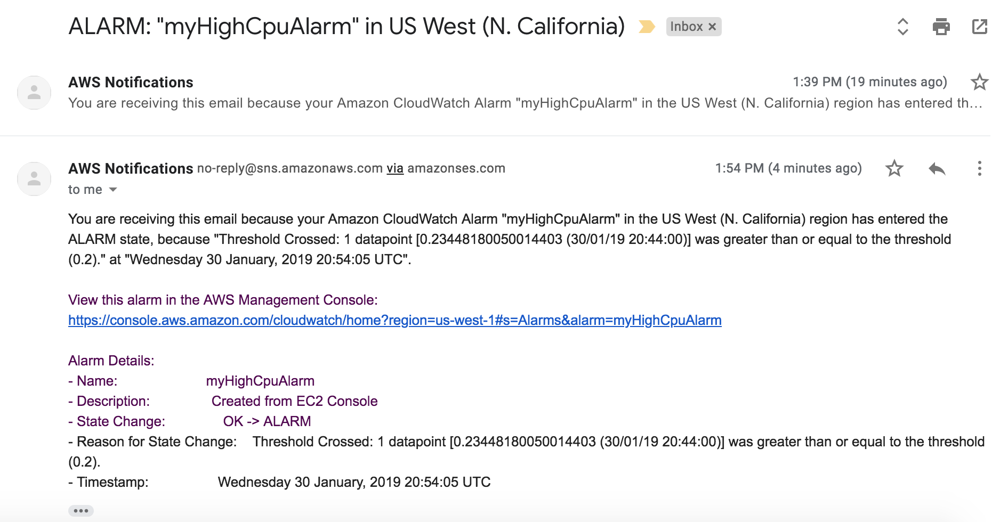 ALARM: "myHighCpuAlarm" in US West (N. California) Inbox ×
AWS Notifications 1:39 PM (19 minutes ago)
You are receiving this email because your Amazon CloudWatch Alarm "myHighCpuAlarm" in the US West (N. California) region has entered th…
AWS Notifications no-reply@sns.amazonaws.com via amazonses.com 1:54 PM (4 minutes ago)
to me
You are receiving this email because your Amazon CloudWatch Alarm "myHighCpuAlarm" in the US West (N. California) region has entered the
ALARM state, because "Threshold Crossed: 1 datapoint [0.23448180050014403 (30/01/19 20:44:00)] was greater than or equal to the threshold
(0.2)." at "Wednesday 30 January, 2019 20:54:05 UTC".
View this alarm in the AWS Management Console:
https://console.aws.amazon.com/cloudwatch/home?region=us-west-1#s=Alarms&alarm=myHighCpuAlarm
Alarm Details:
- Name: myHighCpuAlarm
- Description: Created from EC2 Console
- State Change: OK -> ALARM
- Reason for State Change: Threshold Crossed: 1 datapoint [0.23448180050014403 (30/01/19 20:44:00)] was greater than or equal to the threshold
(0.2).
- Timestamp: Wednesday 30 January, 2019 20:54:05 UTC